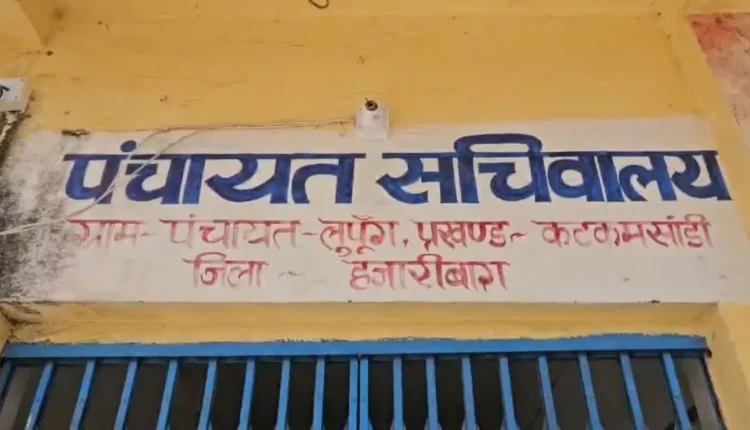 पंचायत सचिवालय
ग्राम- पंचायत-लुपुँग, प्रखण्ड- कटकमसांडी
जिला - हजारीबाग